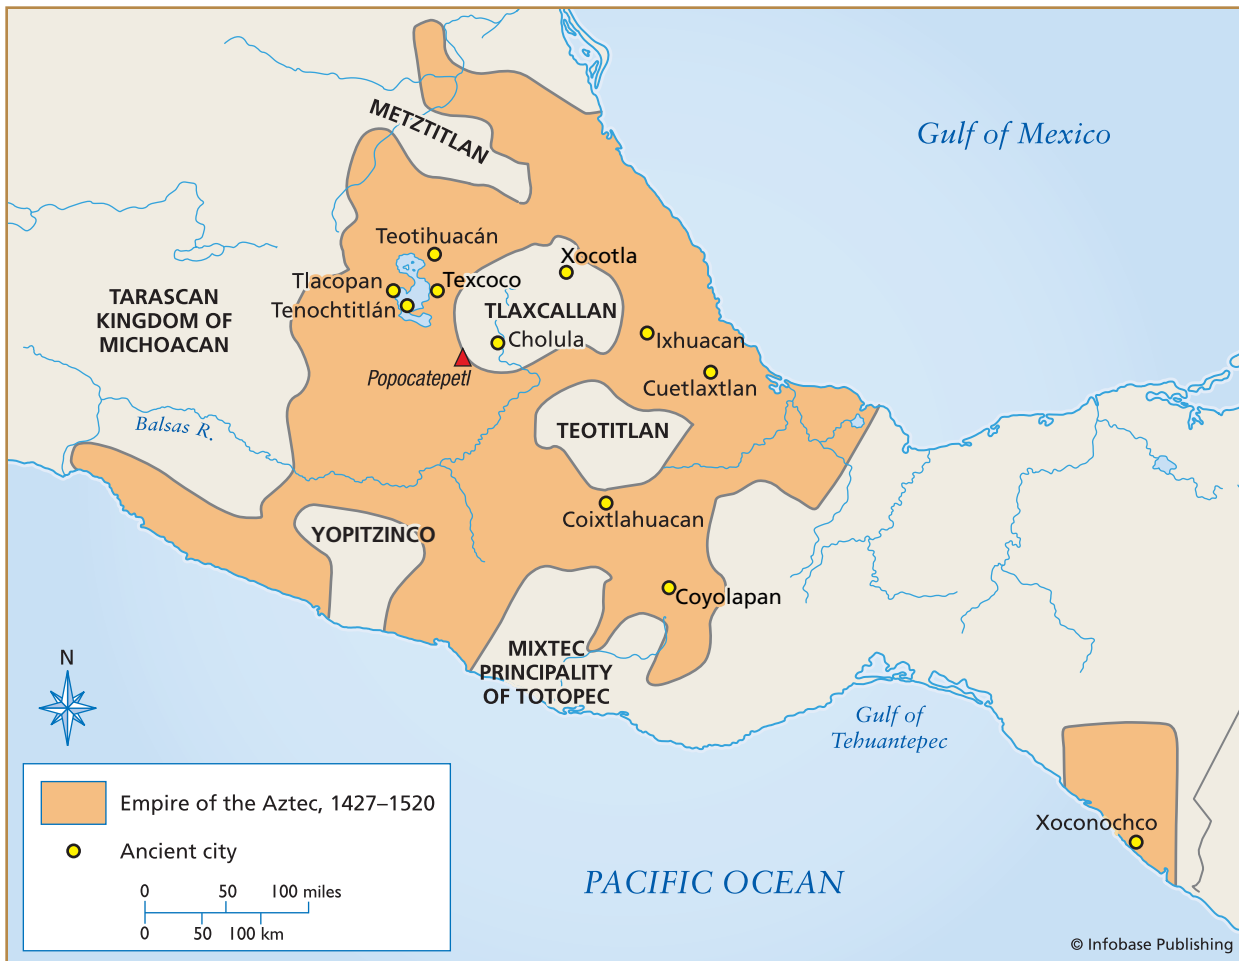 Gulf of Mexico
METZTITLAN
Teotihuacán
Xocotla
Tlacopan
Texcoco
Tenochtitlán
TLAXCALLAN
TARASCAN
KINGDOM OF
MICHOACAN
Cholula
Ixhuacan
Popocatepetl
Cuetlaxtlan
Balsas R.
TEOTITLAN
Coixtlahuacan
YOPITZINCO
Coyolapan
MIXTEC
PRINCIPALITY
OF TOTOPEC
N
Gulf of
Tehuantepec
Xoconochco
PACIFIC OCEAN
Empire of the Aztec, 1427–1520
Ancient city
0 50 100 miles
0 50 100 km
© Infobase Publishing